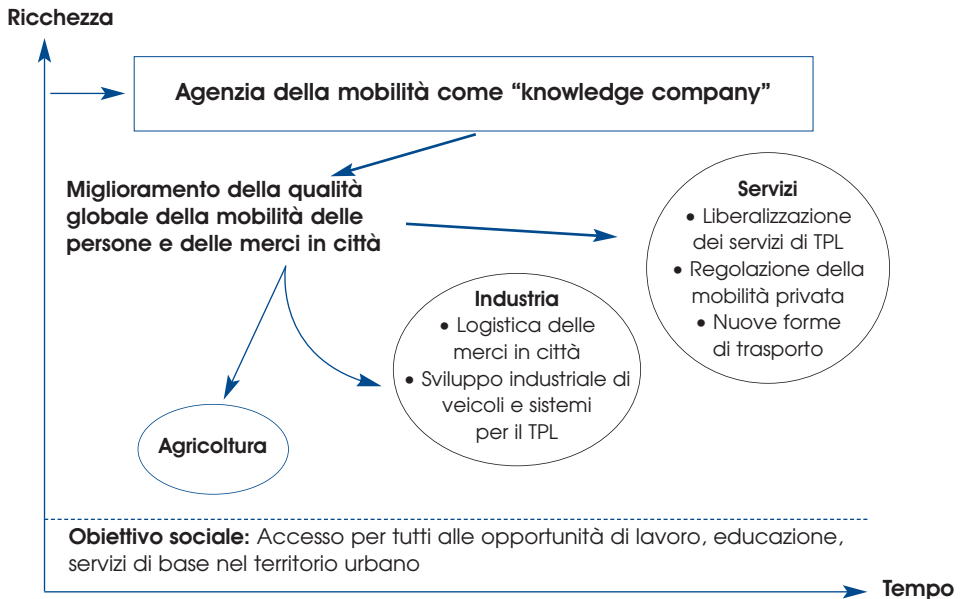 Ricchezza
Agenzia della mobilità come “knowledge company”
Miglioramento della qualità
globale della mobilità delle
persone e delle merci in città
Servizi
• Liberalizzazione
dei servizi di TPL
• Regolazione della
mobilità privata
• Nuove forme
di trasporto
Industria
• Logistica delle
merci in città
• Sviluppo industriale di
veicoli e sistemi
per il TPL
Agricoltura
Obiettivo sociale: Accesso per tutti alle opportunità di lavoro, educazione,
servizi di base nel territorio urbano
Tempo